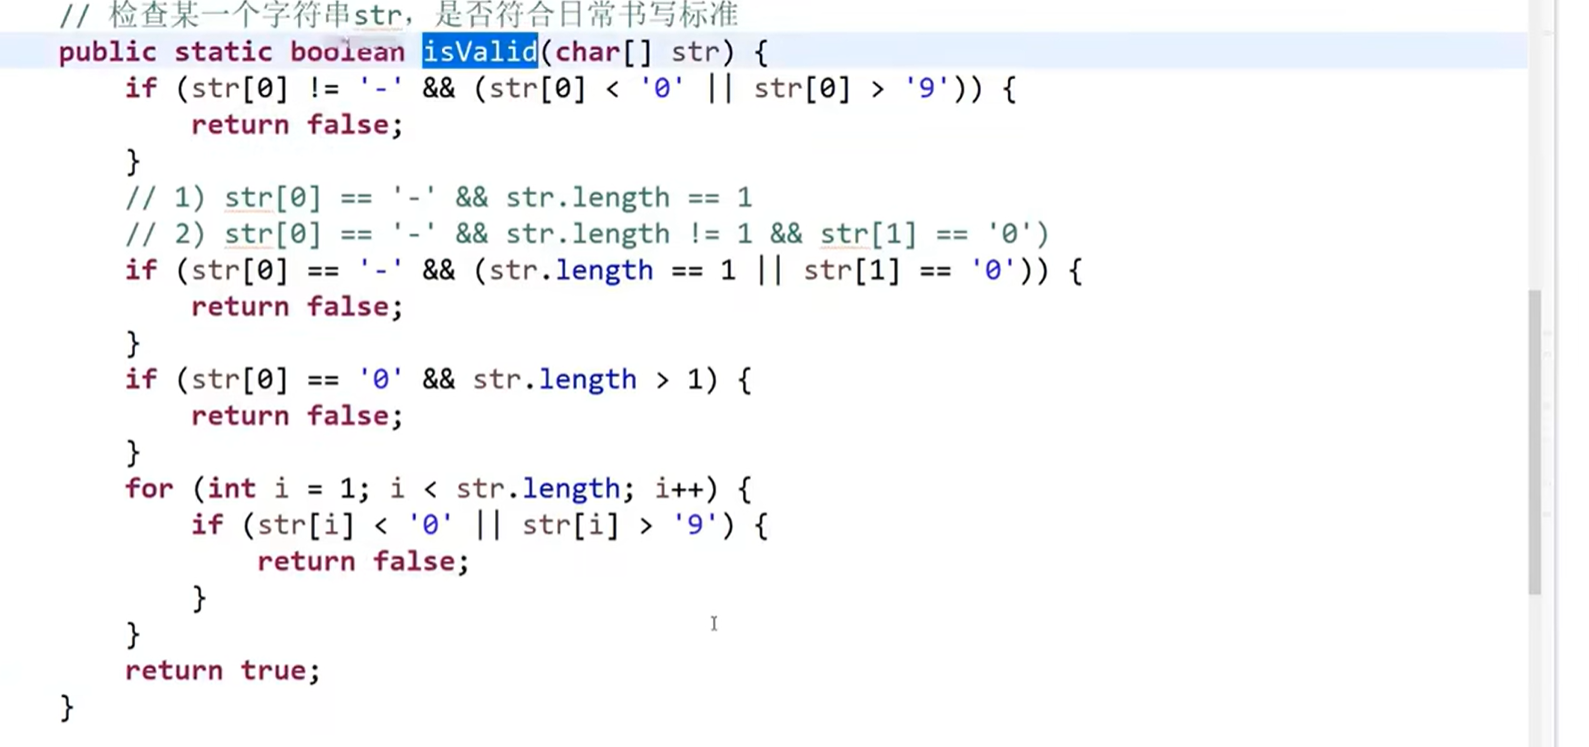 // 检查某一个字符串str，是否符合日常书写标准
public static boolean isValid(char[] str) {
if (str[0] != '-' && (str[0] < '0' || str[0] > '9')) {
return false;
}
// 1) str[0] == '-' && str.length == 1
// 2) str[0] == '-' && str.length != 1 && str[1] == '0')
if (str[0] == '-' && (str.length == 1 || str[1] == '0')) {
return false;
}
if (str[0] == '0' && str.length > 1) {
return false;
}
for (int i = 1; i < str.length; i++) {
if (str[i] < '0' || str[i] > '9') {
return false;
}
}
return true;
}